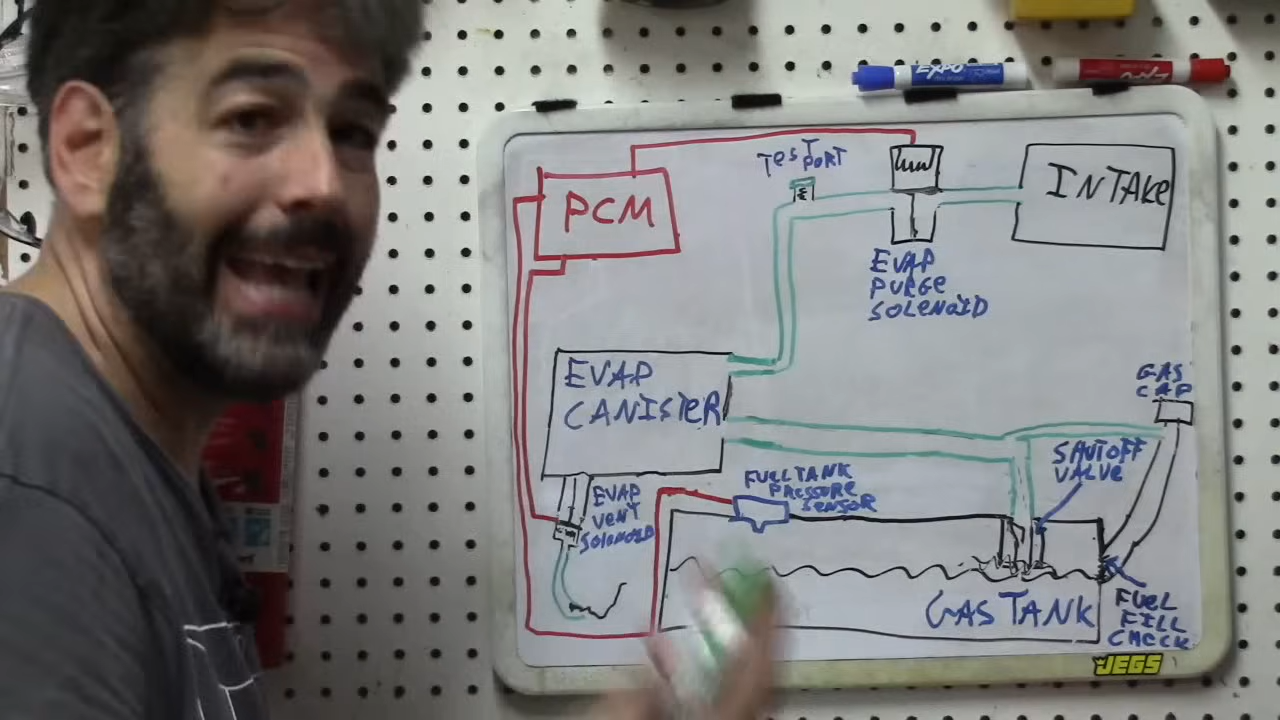 EXPO
TesT PORT
PCM
INTAKe
EVAP
PURGE
SOLENOID
EVAP
CANISTeR
GAS
CAP
SHUTOFF
VALVe
FULL TANK
PRessURe
SeNSOR
EVAP
VeNT
SOLENOID
GAS TANK
FUeL
FILL
CHeCK
JEGS